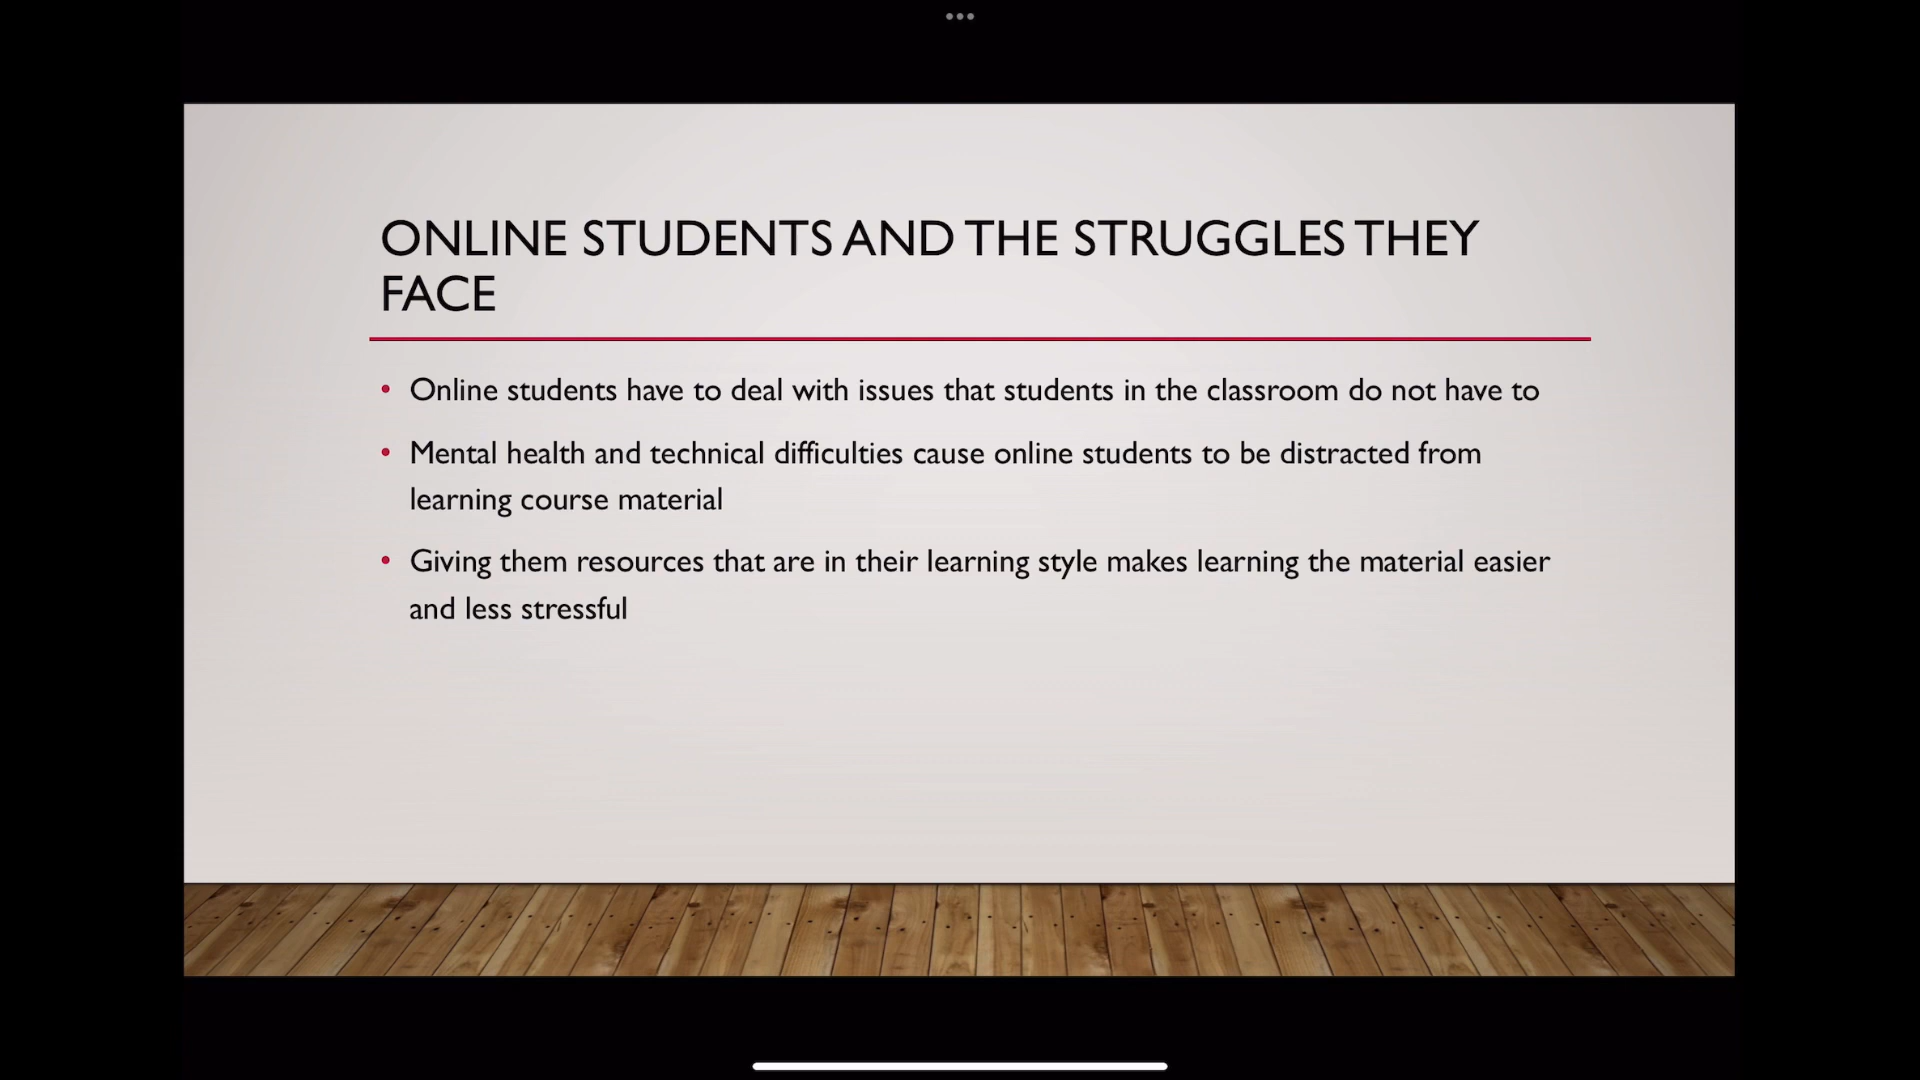 ONLINE STUDENTS AND THE STRUGGLES THEY
FACE
• Online students have to deal with issues that students in the classroom do not have to
• Mental health and technical difficulties cause online students to be distracted from
learning course material
• Giving them resources that are in their learning style makes learning the material easier
and less stressful